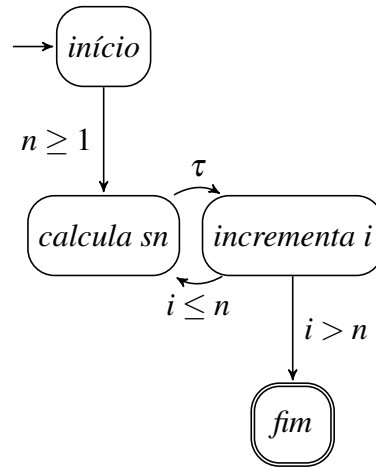 início
n ≥ 1
τ
calcula sn
incrementa i
i ≤ n
i > n
fim